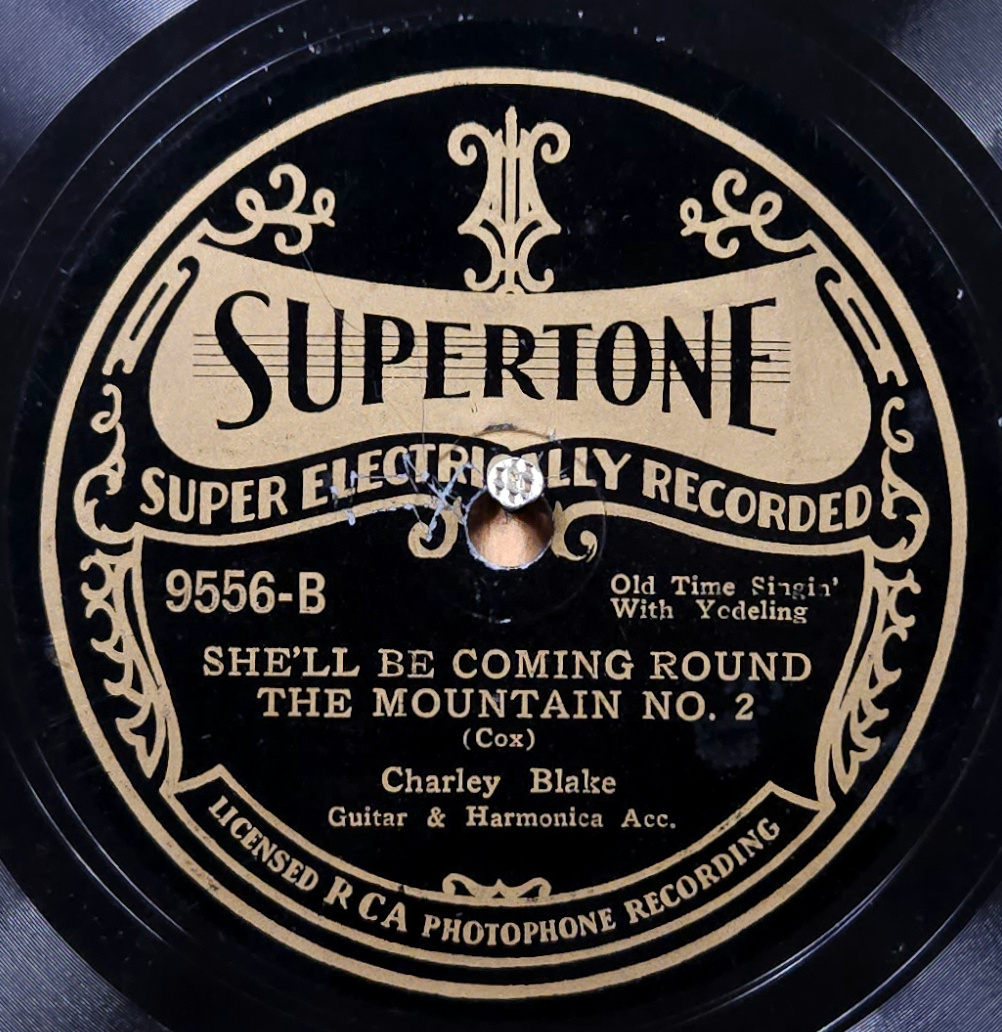 SUPERTONE
SUPER ELECTRICALLY RECORDED
9556-B
Old Time Singin'
With Yodeling
SHE'LL BE COMING ROUND
THE MOUNTAIN NO. 2
(Cox)
Charley Blake
Guitar & Harmonica Acc.
LICENSED RCA PHOTOPHONE RECORDING